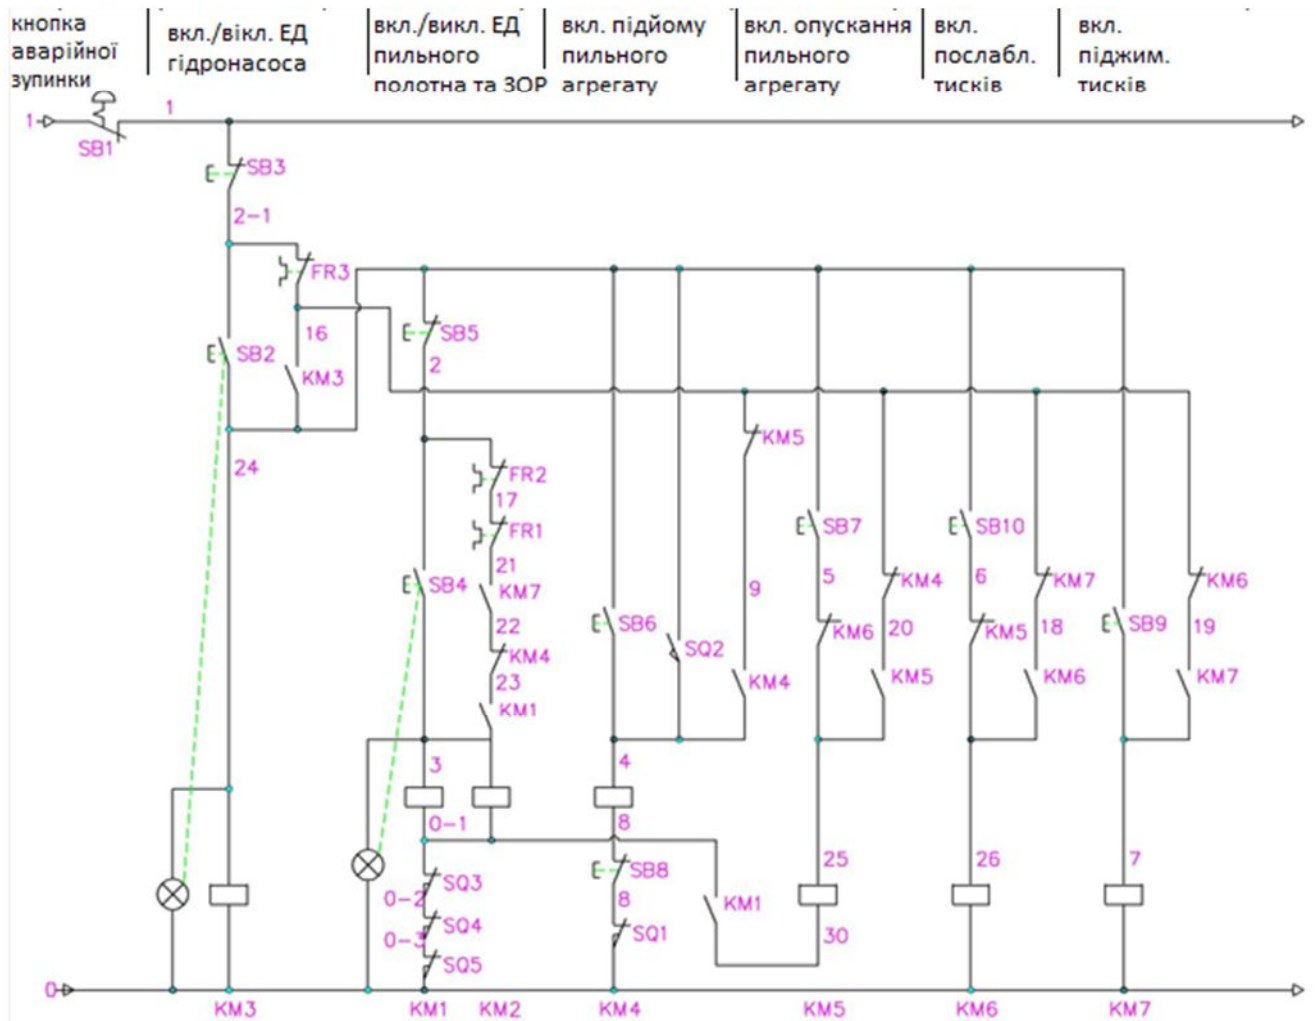 кнопка
аварійної
зупинки
вкл./вікл. ЕД
гідронасоса
вкл./викл. ЕД
пильного
полотна та ЗОР
вкл. підйому
пильного
агрегату
вкл. опускання
пильного
агрегату
вкл.
послабл.
тисків
вкл.
піджим.
тисків
1
1
SB1
SB3
2-1
FR3
16
SB5
SB2
KM3
2
KM5
24
FR2
17
SB7
SB10
FR1
21
SB4
KM7
9
5
KM4
6
KM7
KM6
22
SB6
KM6
20
KM5
18
SB9
19
KM4
SQ2
23
KM4
KM5
KM6
KM7
KM1
3
4
0-1
8
25
26
7
SB8
SQ3
0-2
8
KM1
SQ4
0-3
SQ1
30
SQ5
0
KM3
KM1
KM2
KM4
KM5
KM6
KM7